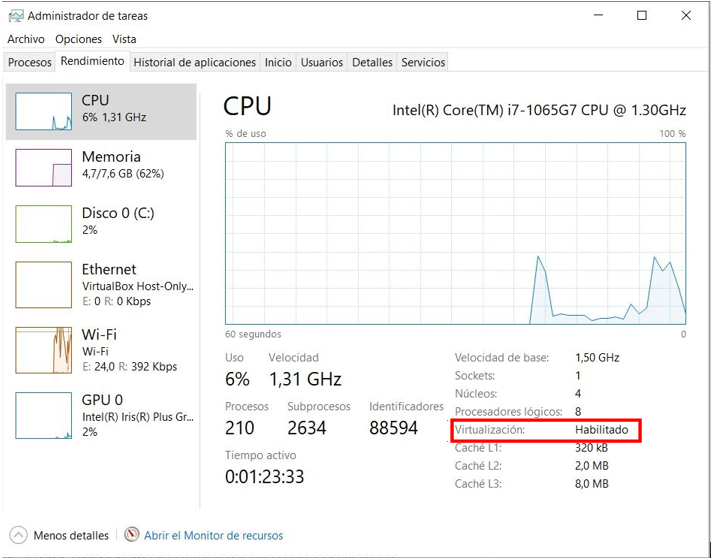 Administrador de tareas
Archivo Opciones Vista
Procesos Rendimiento Historial de aplicaciones Inicio Usuarios Detalles Servicios
CPU
6% 1,31 GHz
Memoria
4,7/7,6 GB (62%)
Disco 0 (C:)
2%
Ethernet
VirtualBox Host-Only...
E: 0 R: 0 Kbps
Wi-Fi
Wi-Fi
E: 24,0 R: 392 Kbps
GPU 0
Intel(R) Iris(R) Plus Gr...
2%
CPU Intel(R) Core(TM) i7-1065G7 CPU @ 1.30GHz
% de uso 100 %
60 segundos 0
Uso Velocidad
6% 1,31 GHz
Procesos Subprocesos Identificadores
210 2634 88594
Tiempo activo
0:01:23:33
Velocidad de base: 1,50 GHz
Sockets: 1
Núcleos: 4
Procesadores lógicos: 8
Virtualización: Habilitado
Caché L1: 320 kB
Caché L2: 2,0 MB
Caché L3: 8,0 MB
Menos detalles Abrir el Monitor de recursos